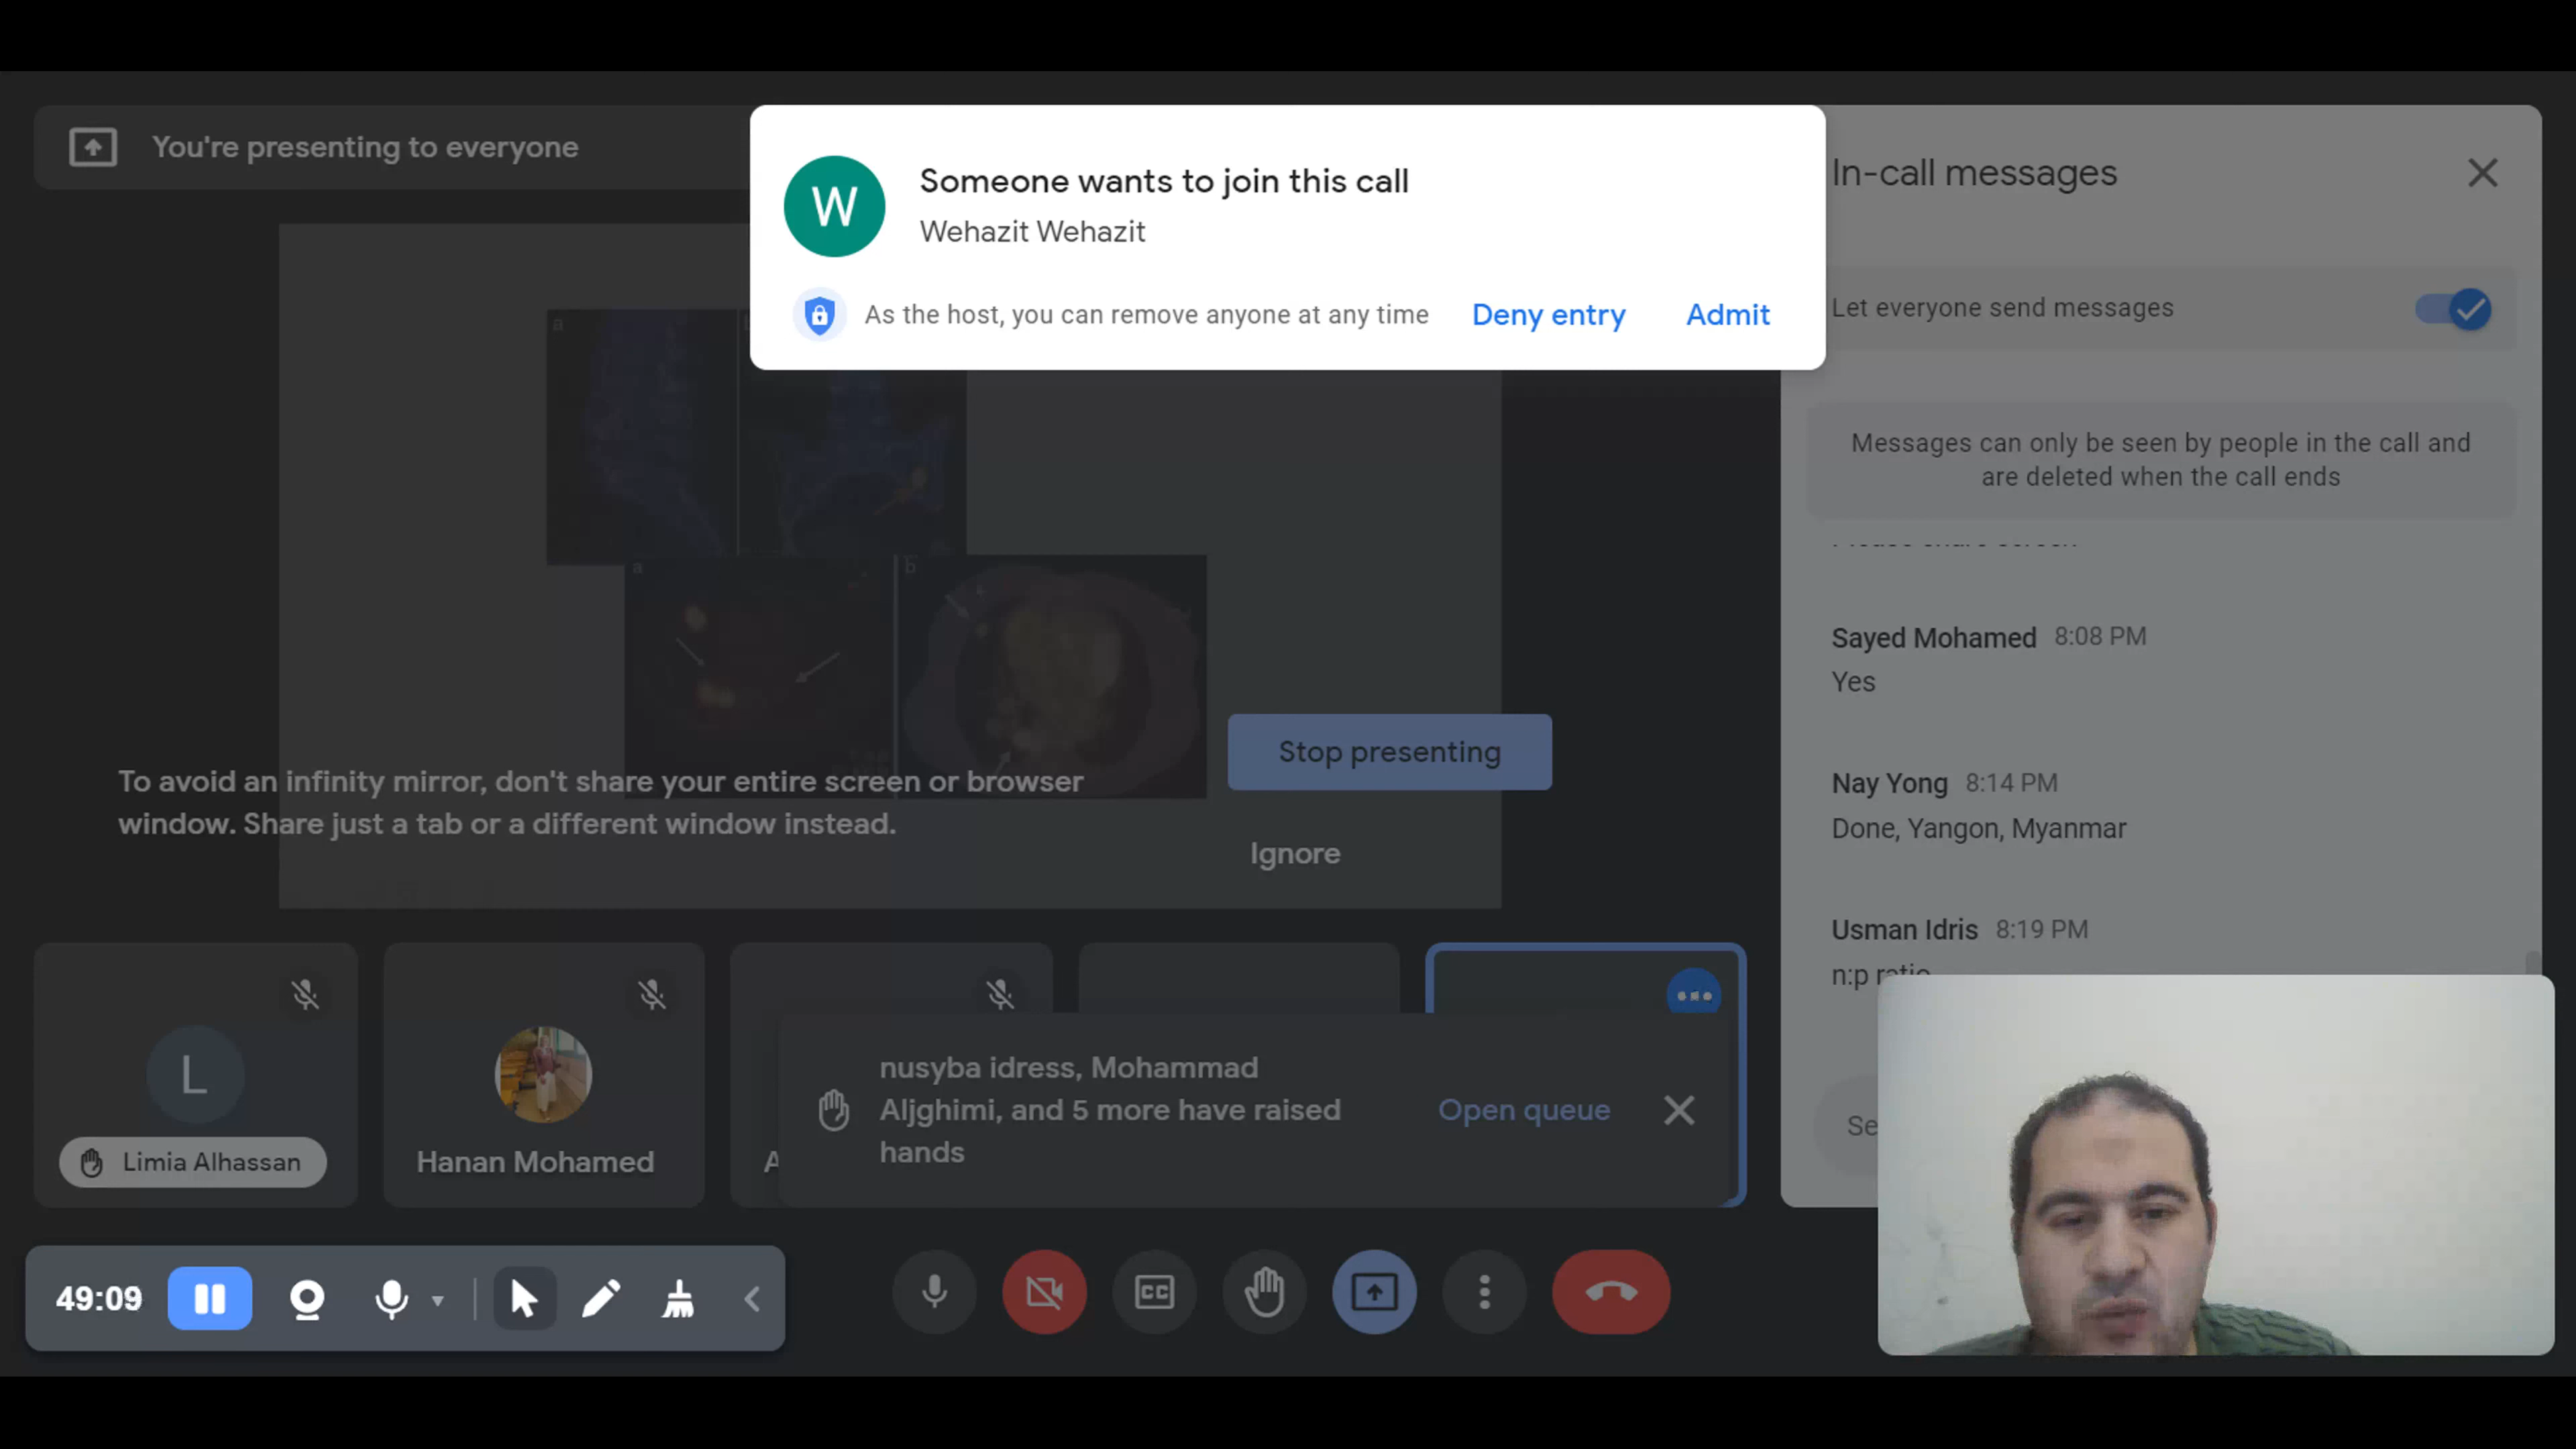 You're presenting to everyone
W
Someone wants to join this call
Wehazit Wehazit
As the host, you can remove anyone at any time
Deny entry
Admit
In-call messages
Let everyone send messages
Messages can only be seen by people in the call and
are deleted when the call ends
Sayed Mohamed 8:08 PM
Yes
Nay Yong 8:14 PM
Done, Yangon, Myanmar
Usman Idris 8:19 PM
n:p ratio
a
a
b
To avoid an infinity mirror, don't share your entire screen or browser
window. Share just a tab or a different window instead.
Stop presenting
Ignore
L
Limia Alhassan
Hanan Mohamed
A
nusyba idress, Mohammad
Aljghimi, and 5 more have raised
hands
Open queue
Se
49:09
CC